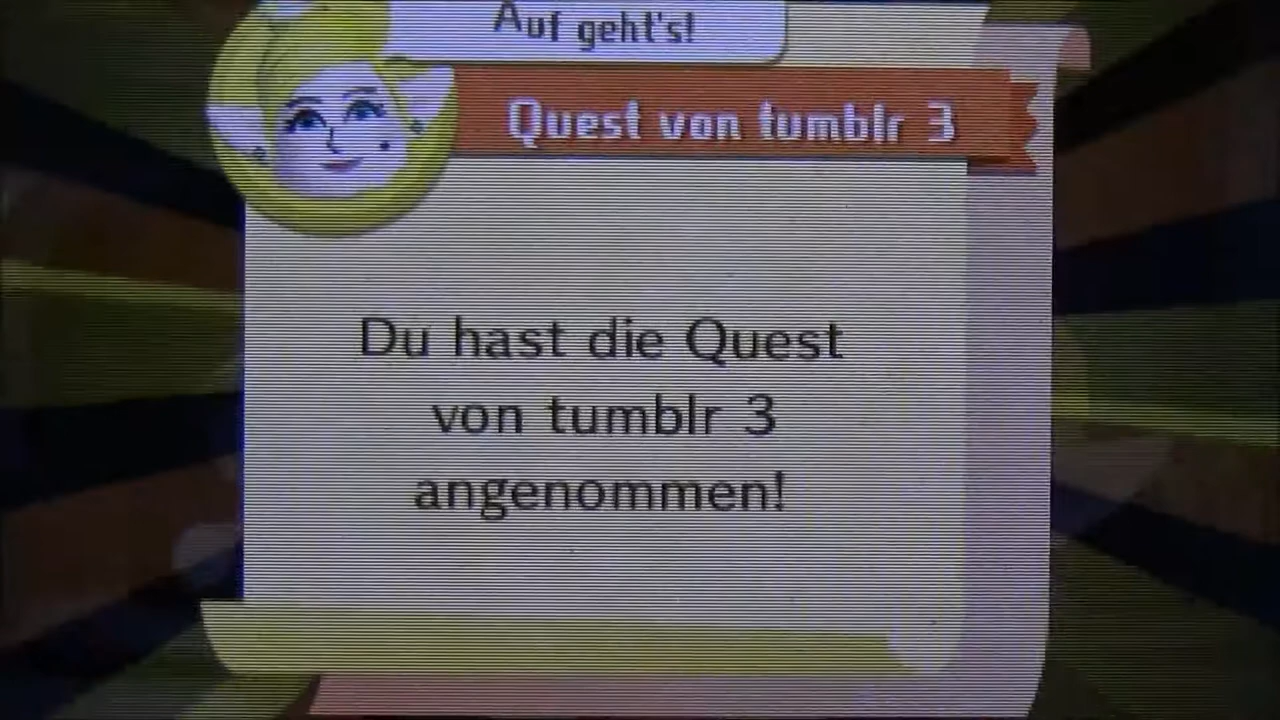 Auf geht's!
Quest von tumblr 3
Du hast die Quest
von tumblr 3
angenommen!